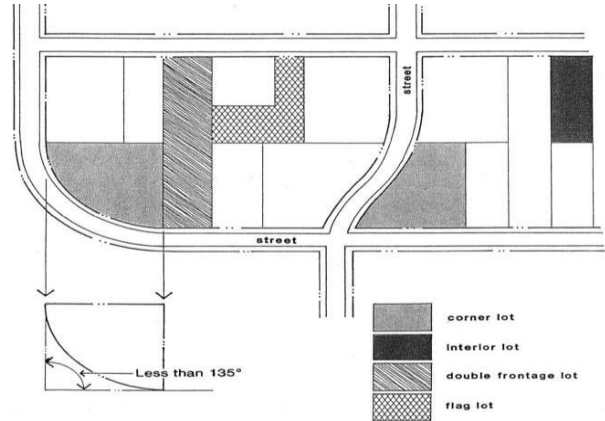 street
street
Less than 135°
corner lot
interior lot
double frontage lot
flag lot